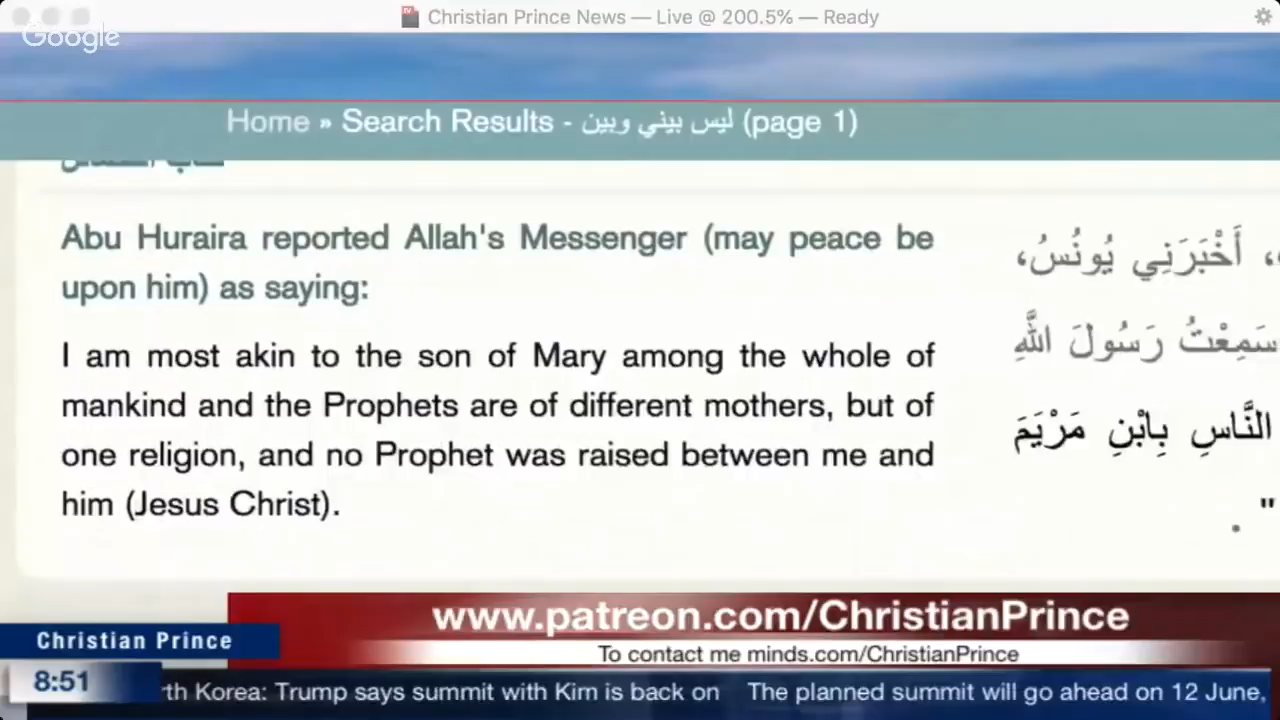 Christian Prince News — Live @ 200.5% — Ready
Google
Home » Search Results - ليس بيني وبين (page 1)
Abu Huraira reported Allah's Messenger (may peace be
upon him) as saying:
I am most akin to the son of Mary among the whole of
mankind and the Prophets are of different mothers, but of
one religion, and no Prophet was raised between me and
him (Jesus Christ).
أَخْبَرَنِي يُونُسُ،
سَمِعْتُ رَسُولَ اللَّهِ
النَّاسِ بِابْنِ مَرْيَمَ
" .
www.patreon.com/ChristianPrince
To contact me minds.com/ChristianPrince
Christian Prince
8:51
rth Korea: Trump says summit with Kim is back on The planned summit will go ahead on 12 June,